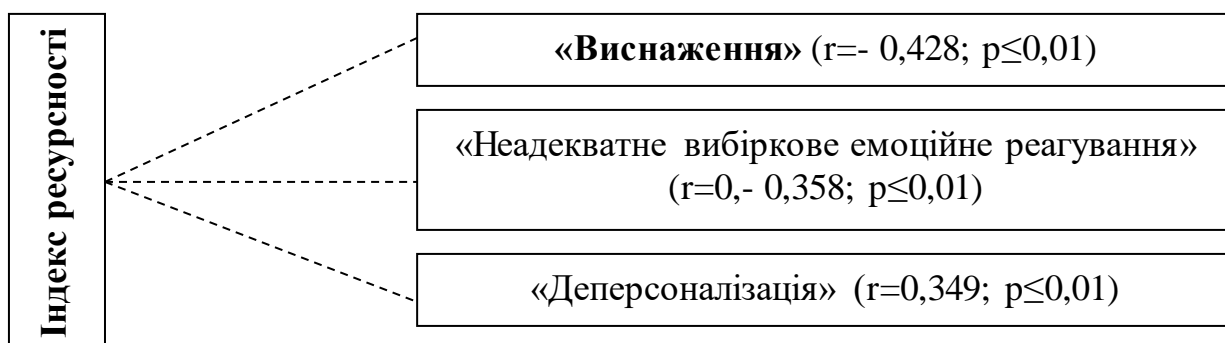 Індекс ресурсності
«Виснаження» (r=- 0,428; p≤0,01)
«Неадекватне вибіркове емоційне реагування»
(r=0,- 0,358; p≤0,01)
«Деперсоналізація» (r=0,349; p≤0,01)